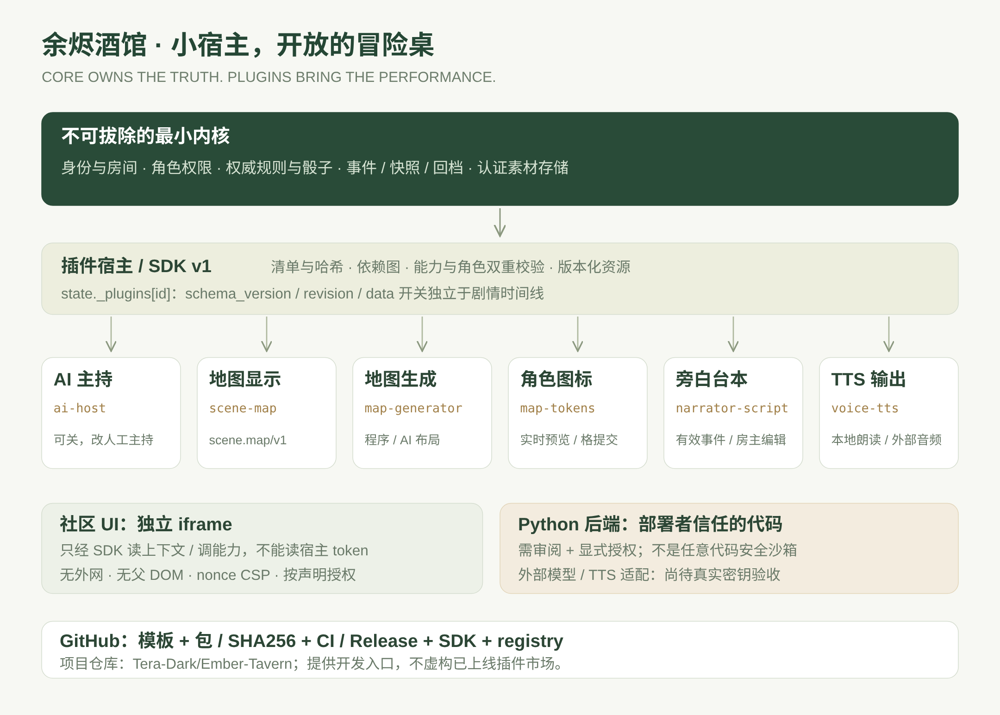 余烬酒馆 · 小宿主，开放的冒险桌
CORE OWNS THE TRUTH. PLUGINS BRING THE PERFORMANCE.
不可拔除的最小内核
身份与房间 · 角色权限 · 权威规则与骰子 · 事件 / 快照 / 回档 · 认证素材存储
插件宿主 / SDK v1
清单与哈希 · 依赖图 · 能力与角色双重校验 · 版本化资源
state._plugins[id]：schema_version / revision / data 开关独立于剧情时间线
AI 主持
ai-host
可关，改人工主持
地图显示
scene-map
scene.map/v1
地图生成
map-generator
程序 / AI 布局
角色图标
map-tokens
实时预览 / 格提交
旁白台本
narrator-script
有效事件 / 房主编辑
TTS 输出
voice-tts
本地朗读 / 外部音频
社区 UI：独立 iframe
只经 SDK 读上下文 / 调能力，不能读宿主 token
无外网 · 无父 DOM · nonce CSP · 按声明授权
Python 后端：部署者信任的代码
需审阅 + 显式授权；不是任意代码安全沙箱
外部模型 / TTS 适配：尚待真实密钥验收
GitHub：模板 + 包 / SHA256 + CI / Release + SDK + registry
项目仓库：Tera-Dark/Ember-Tavern；提供开发入口，不虚构已上线插件市场。